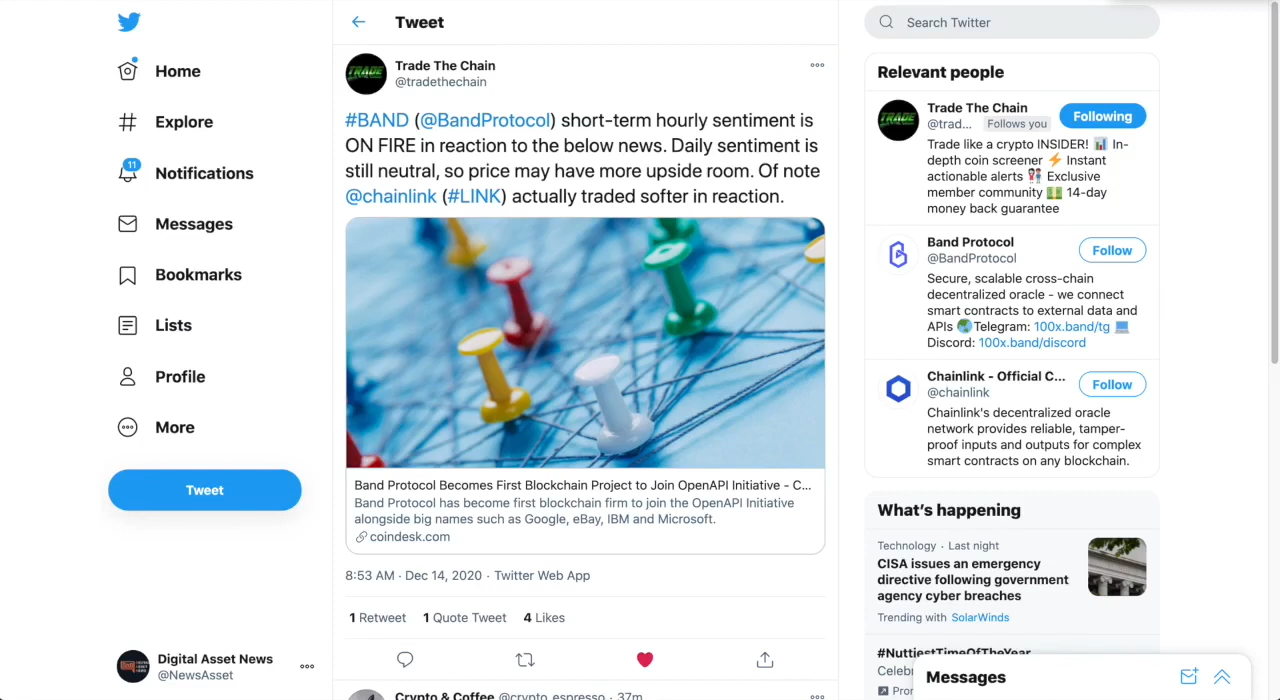 Home
Explore
11
Notifications
Messages
Bookmarks
Lists
Profile
More
Tweet
Digital Asset News
@NewsAsset
Tweet
TRADE
Trade The Chain
@tradethechain
#BAND (@BandProtocol) short-term hourly sentiment is
ON FIRE in reaction to the below news. Daily sentiment is
still neutral, so price may have more upside room. Of note
@chainlink (#LINK) actually traded softer in reaction.
Band Protocol Becomes First Blockchain Project to Join OpenAPI Initiative - C...
Band Protocol has become first blockchain firm to join the OpenAPI Initiative
alongside big names such as Google, eBay, IBM and Microsoft.
coindesk.com
8:53 AM · Dec 14, 2020 · Twitter Web App
1 Retweet 1 Quote Tweet 4 Likes
Crypto & Coffee @crypto_espresso · 37m
Search Twitter
Relevant people
TRADE
Trade The Chain
@trad... Follows you
Following
Trade like a crypto INSIDER! 📊 In-
depth coin screener ⚡ Instant
actionable alerts 👫 Exclusive
member community 💵 14-day
money back guarantee
Band Protocol
@BandProtocol
Follow
Secure, scalable cross-chain
decentralized oracle - we connect
smart contracts to external data and
APIs 🌏Telegram: 100x.band/tg 💻
Discord: 100x.band/discord
Chainlink - Official C...
@chainlink
Follow
Chainlink's decentralized oracle
network provides reliable, tamper-
proof inputs and outputs for complex
smart contracts on any blockchain.
What's happening
Technology · Last night
CISA issues an emergency
directive following government
agency cyber breaches
Trending with SolarWinds
#NuttiestTimeOfTheYear
Celeb
Pror
Messages